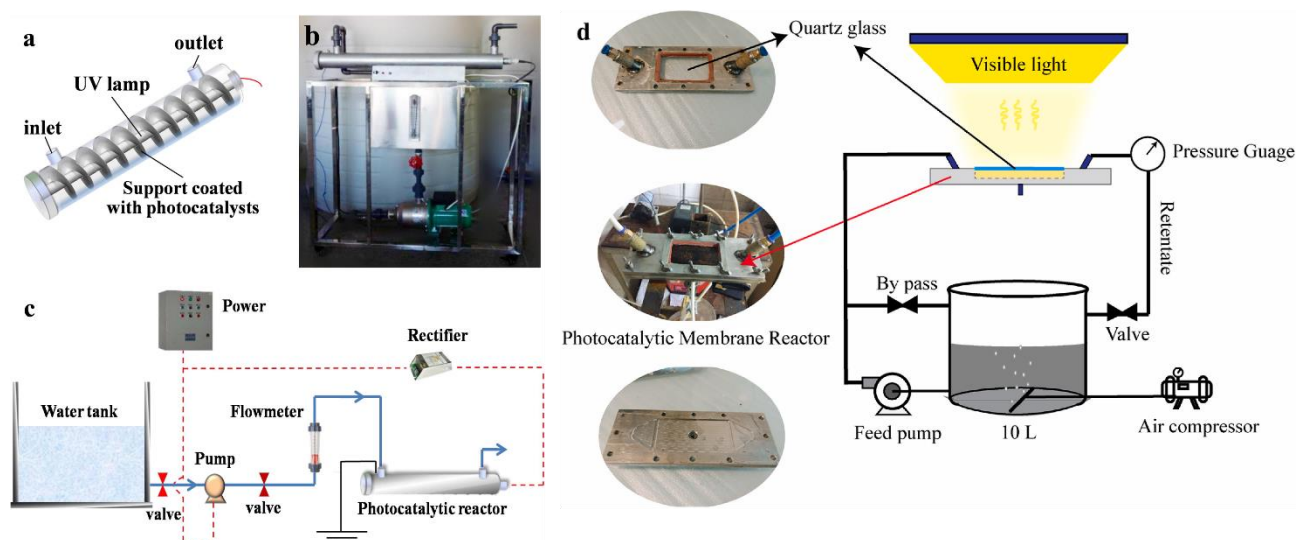 a
outlet
UV lamp
inlet
Support coated
with photocatalysts
b
c
Power
Rectifier
Water tank
Flowmeter
Pump
valve
valve
Photocatalytic reactor
d
Quartz glass
Visible light
Pressure Guage
Retentate
By pass
Valve
Photocatalytic Membrane Reactor
Feed pump
10 L
Air compressor